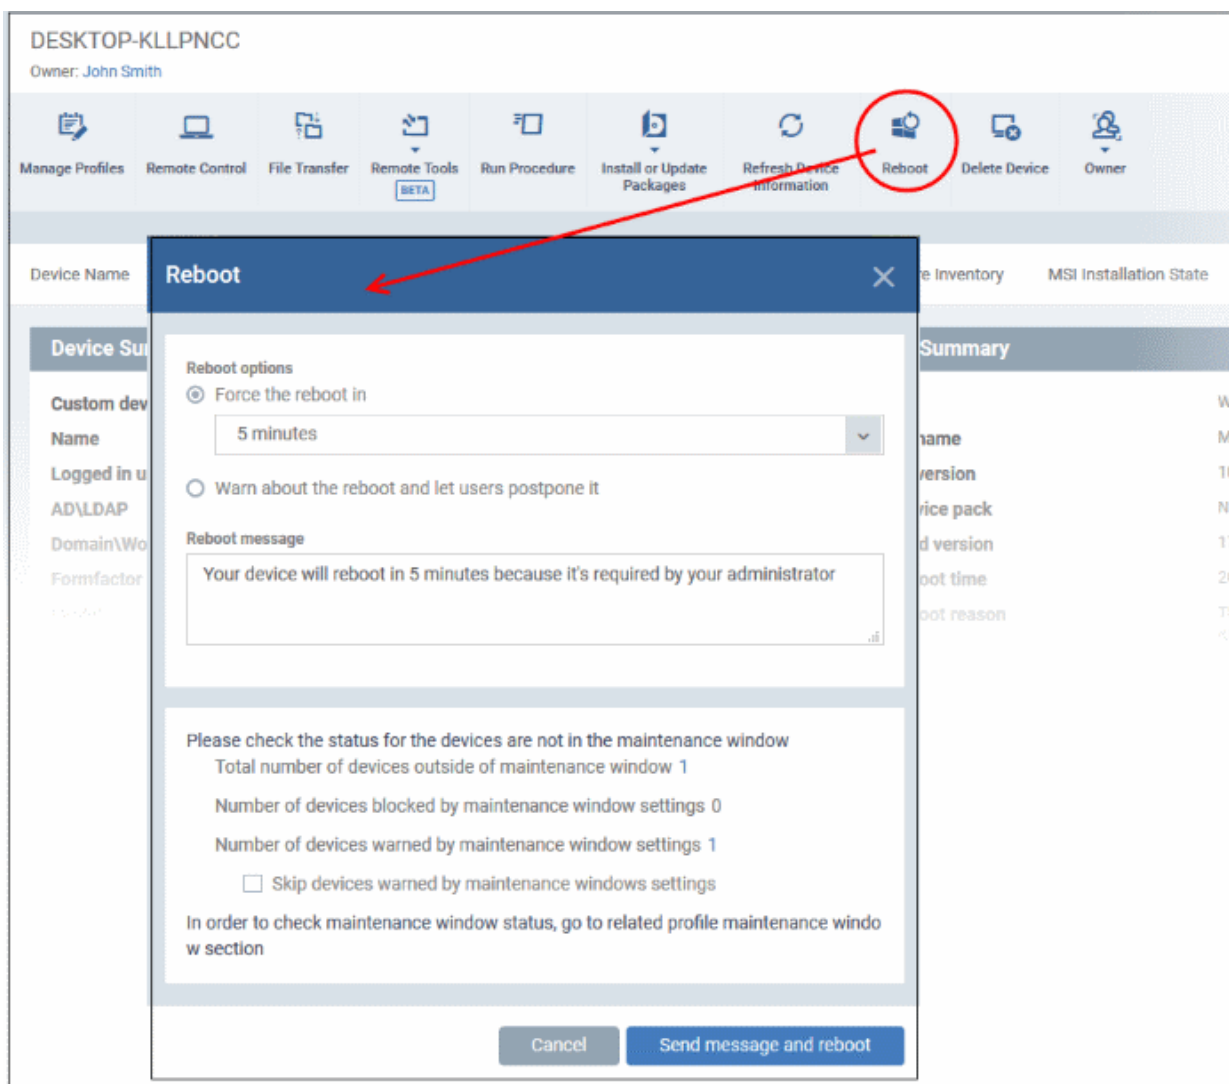 DESKTOP-KLLPNCC
Owner: John Smith
Manage Profiles
Remote Control
File Transfer
Remote Tools
BETA
Run Procedure
Install or Update
Packages
Refresh Device
Information
Reboot
Delete Device
Owner
Device Name
Reboot
re Inventory
MSI Installation State
Device Su
Summary
Reboot options
Force the reboot in
5 minutes
Warn about the reboot and let users postpone it
Reboot message
Your device will reboot in 5 minutes because it's required by your administrator
Custom dev
Name
Logged in u
AD\LDAP
Domain\Wo
Formfactor
name
version
vice pack
d version
oot time
oot reason
Please check the status for the devices are not in the maintenance window
Total number of devices outside of maintenance window 1
Number of devices blocked by maintenance window settings 0
Number of devices warned by maintenance window settings 1
Skip devices warned by maintenance windows settings
In order to check maintenance window status, go to related profile maintenance windo
w section
Cancel
Send message and reboot